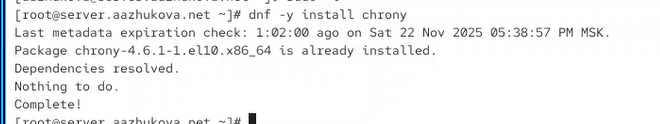 [root@server.aazhukova.net ~]# dnf -y install chrony
Last metadata expiration check: 1:02:00 ago on Sat 22 Nov 2025 05:38:57 PM MSK.
Package chrony-4.6.1-1.el10.x86_64 is already installed.
Dependencies resolved.
Nothing to do.
Complete!
[root@server.aazhukova.net ~]#